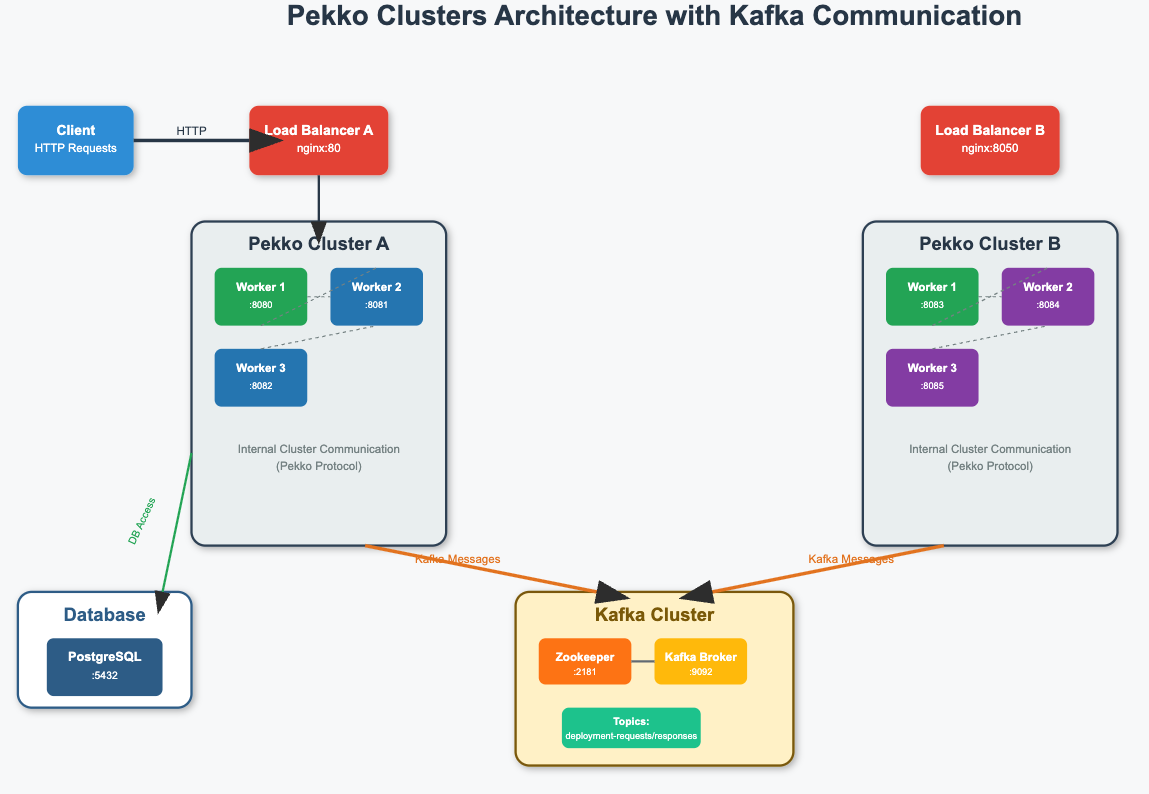 Pekko Clusters Architecture with Kafka Communication
Client
HTTP Requests
HTTP
Load Balancer A
nginx:80
Load Balancer B
nginx:8050
Pekko Cluster A
Worker 1
:8080
Worker 2
:8081
Worker 3
:8082
Internal Cluster Communication
(Pekko Protocol)
Pekko Cluster B
Worker 1
:8083
Worker 2
:8084
Worker 3
:8085
Internal Cluster Communication
(Pekko Protocol)
DB Access
Kafka Messages
Kafka Messages
Database
PostgreSQL
:5432
Kafka Cluster
Zookeeper
:2181
Kafka Broker
:9092
Topics:
deployment-requests/responses